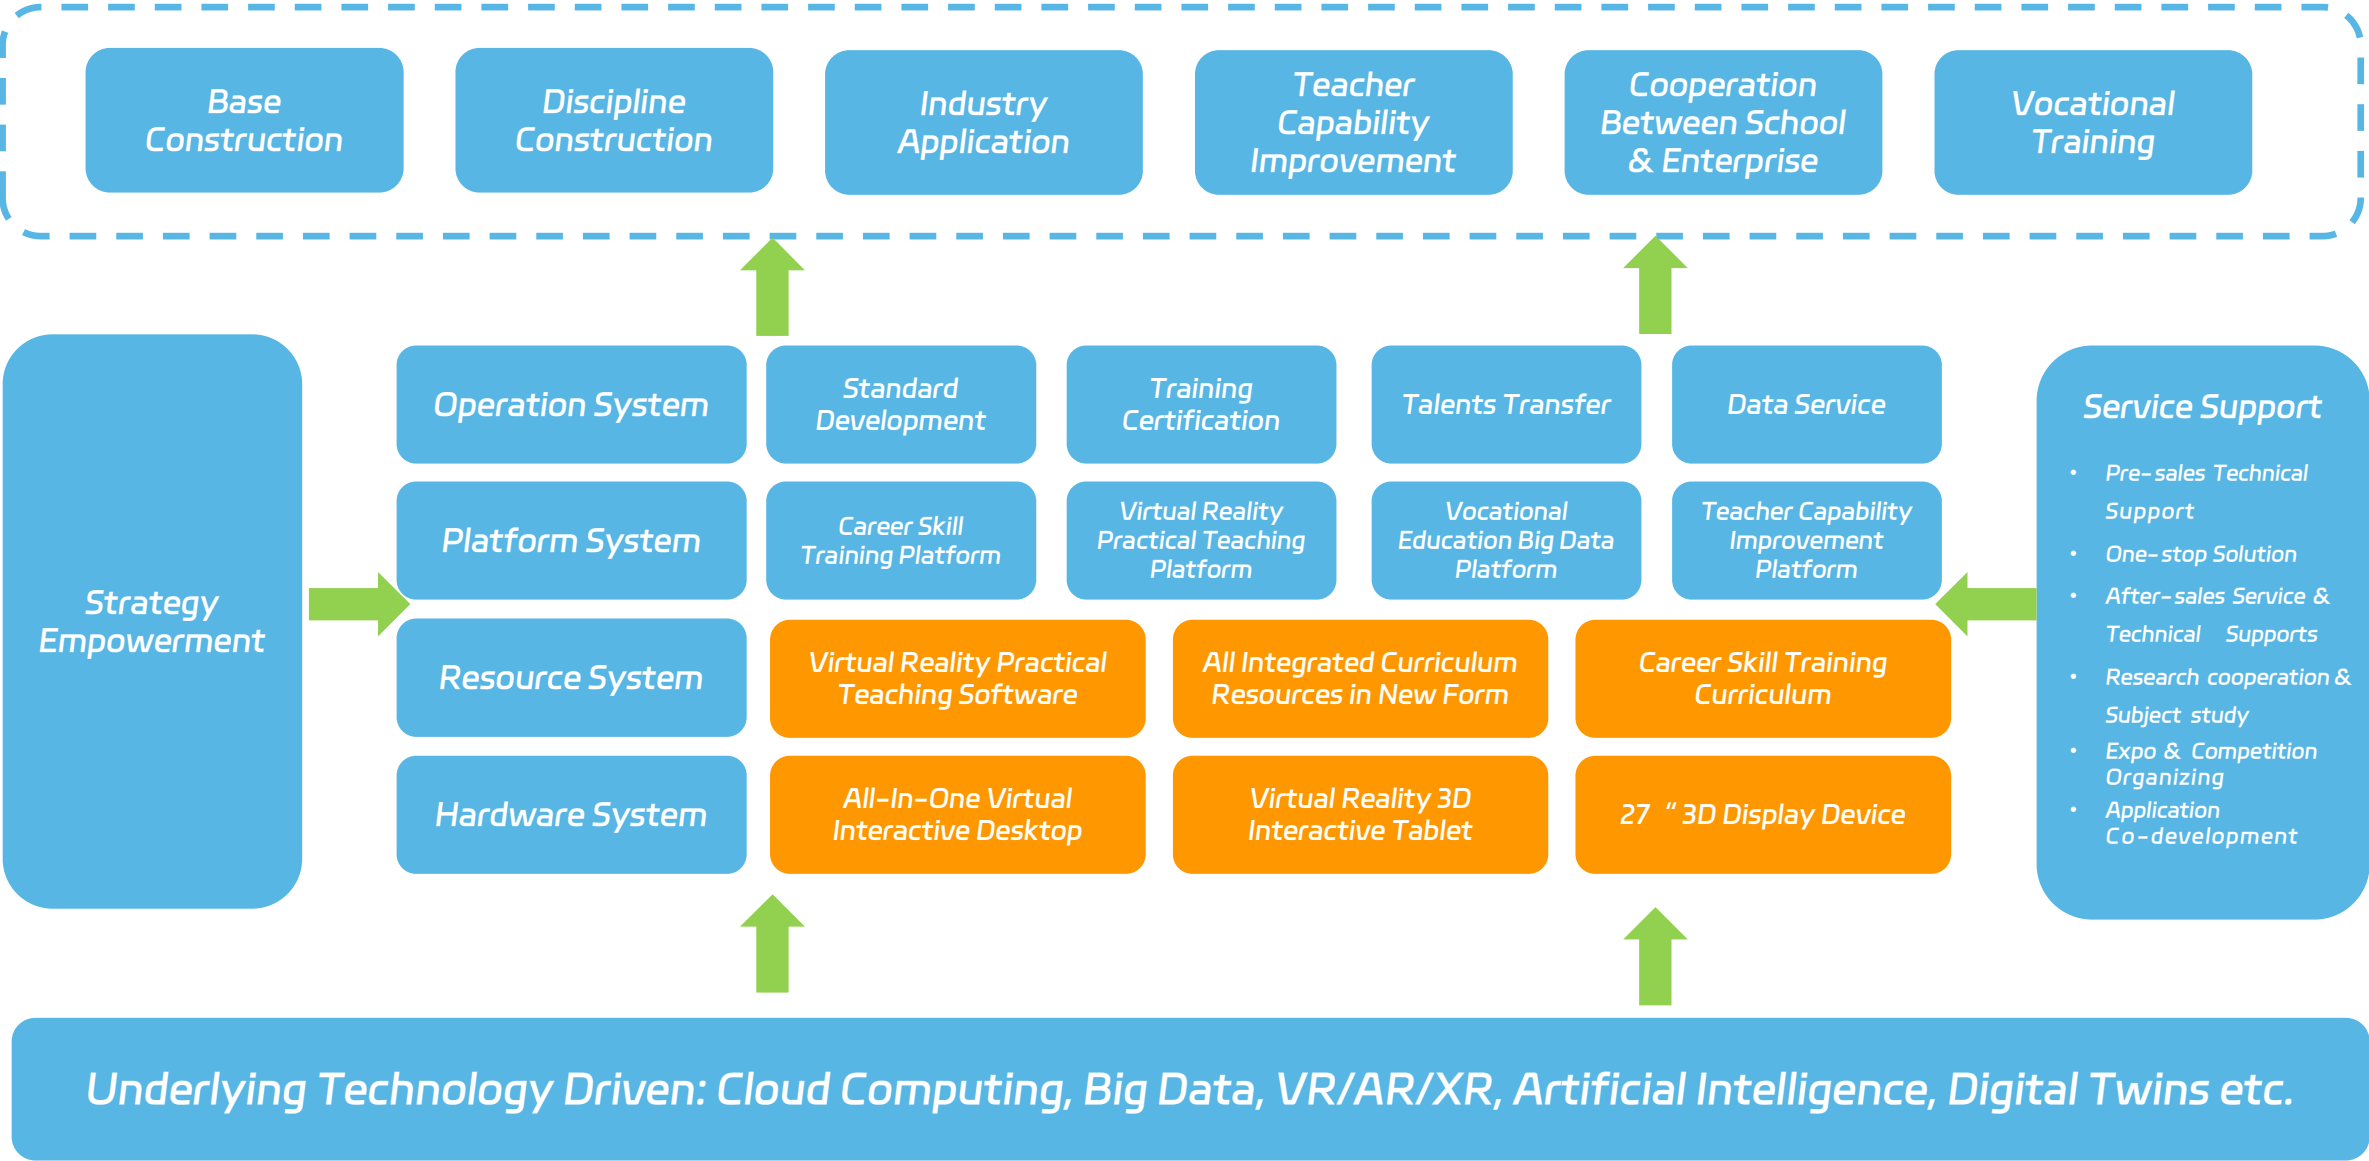 Base
Construction
Discipline
Construction
Industry
Application
Teacher
Capability
Improvement
Cooperation
Between School
& Enterprise
Vocational
Training
Strategy
Empowerment
Operation System
Standard
Development
Training
Certification
Talents Transfer
Data Service
Platform System
Career Skill
Training Platform
Virtual Reality
Practical Teaching
Platform
Vocational
Education Big Data
Platform
Teacher Capability
Improvement
Platform
Resource System
Virtual Reality Practical
Teaching Software
All Integrated Curriculum
Resources in New Form
Career Skill Training
Curriculum
Hardware System
All-In-One Virtual
Interactive Desktop
Virtual Reality 3D
Interactive Tablet
27 “ 3D Display Device
Service Support
• Pre-sales Technical
Support
• One-stop Solution
• After-sales Service &
Technical Supports
• Research cooperation &
Subject study
• Expo & Competition
Organizing
• Application
Co-development
Underlying Technology Driven: Cloud Computing, Big Data, VR/AR/XR, Artificial Intelligence, Digital Twins etc.